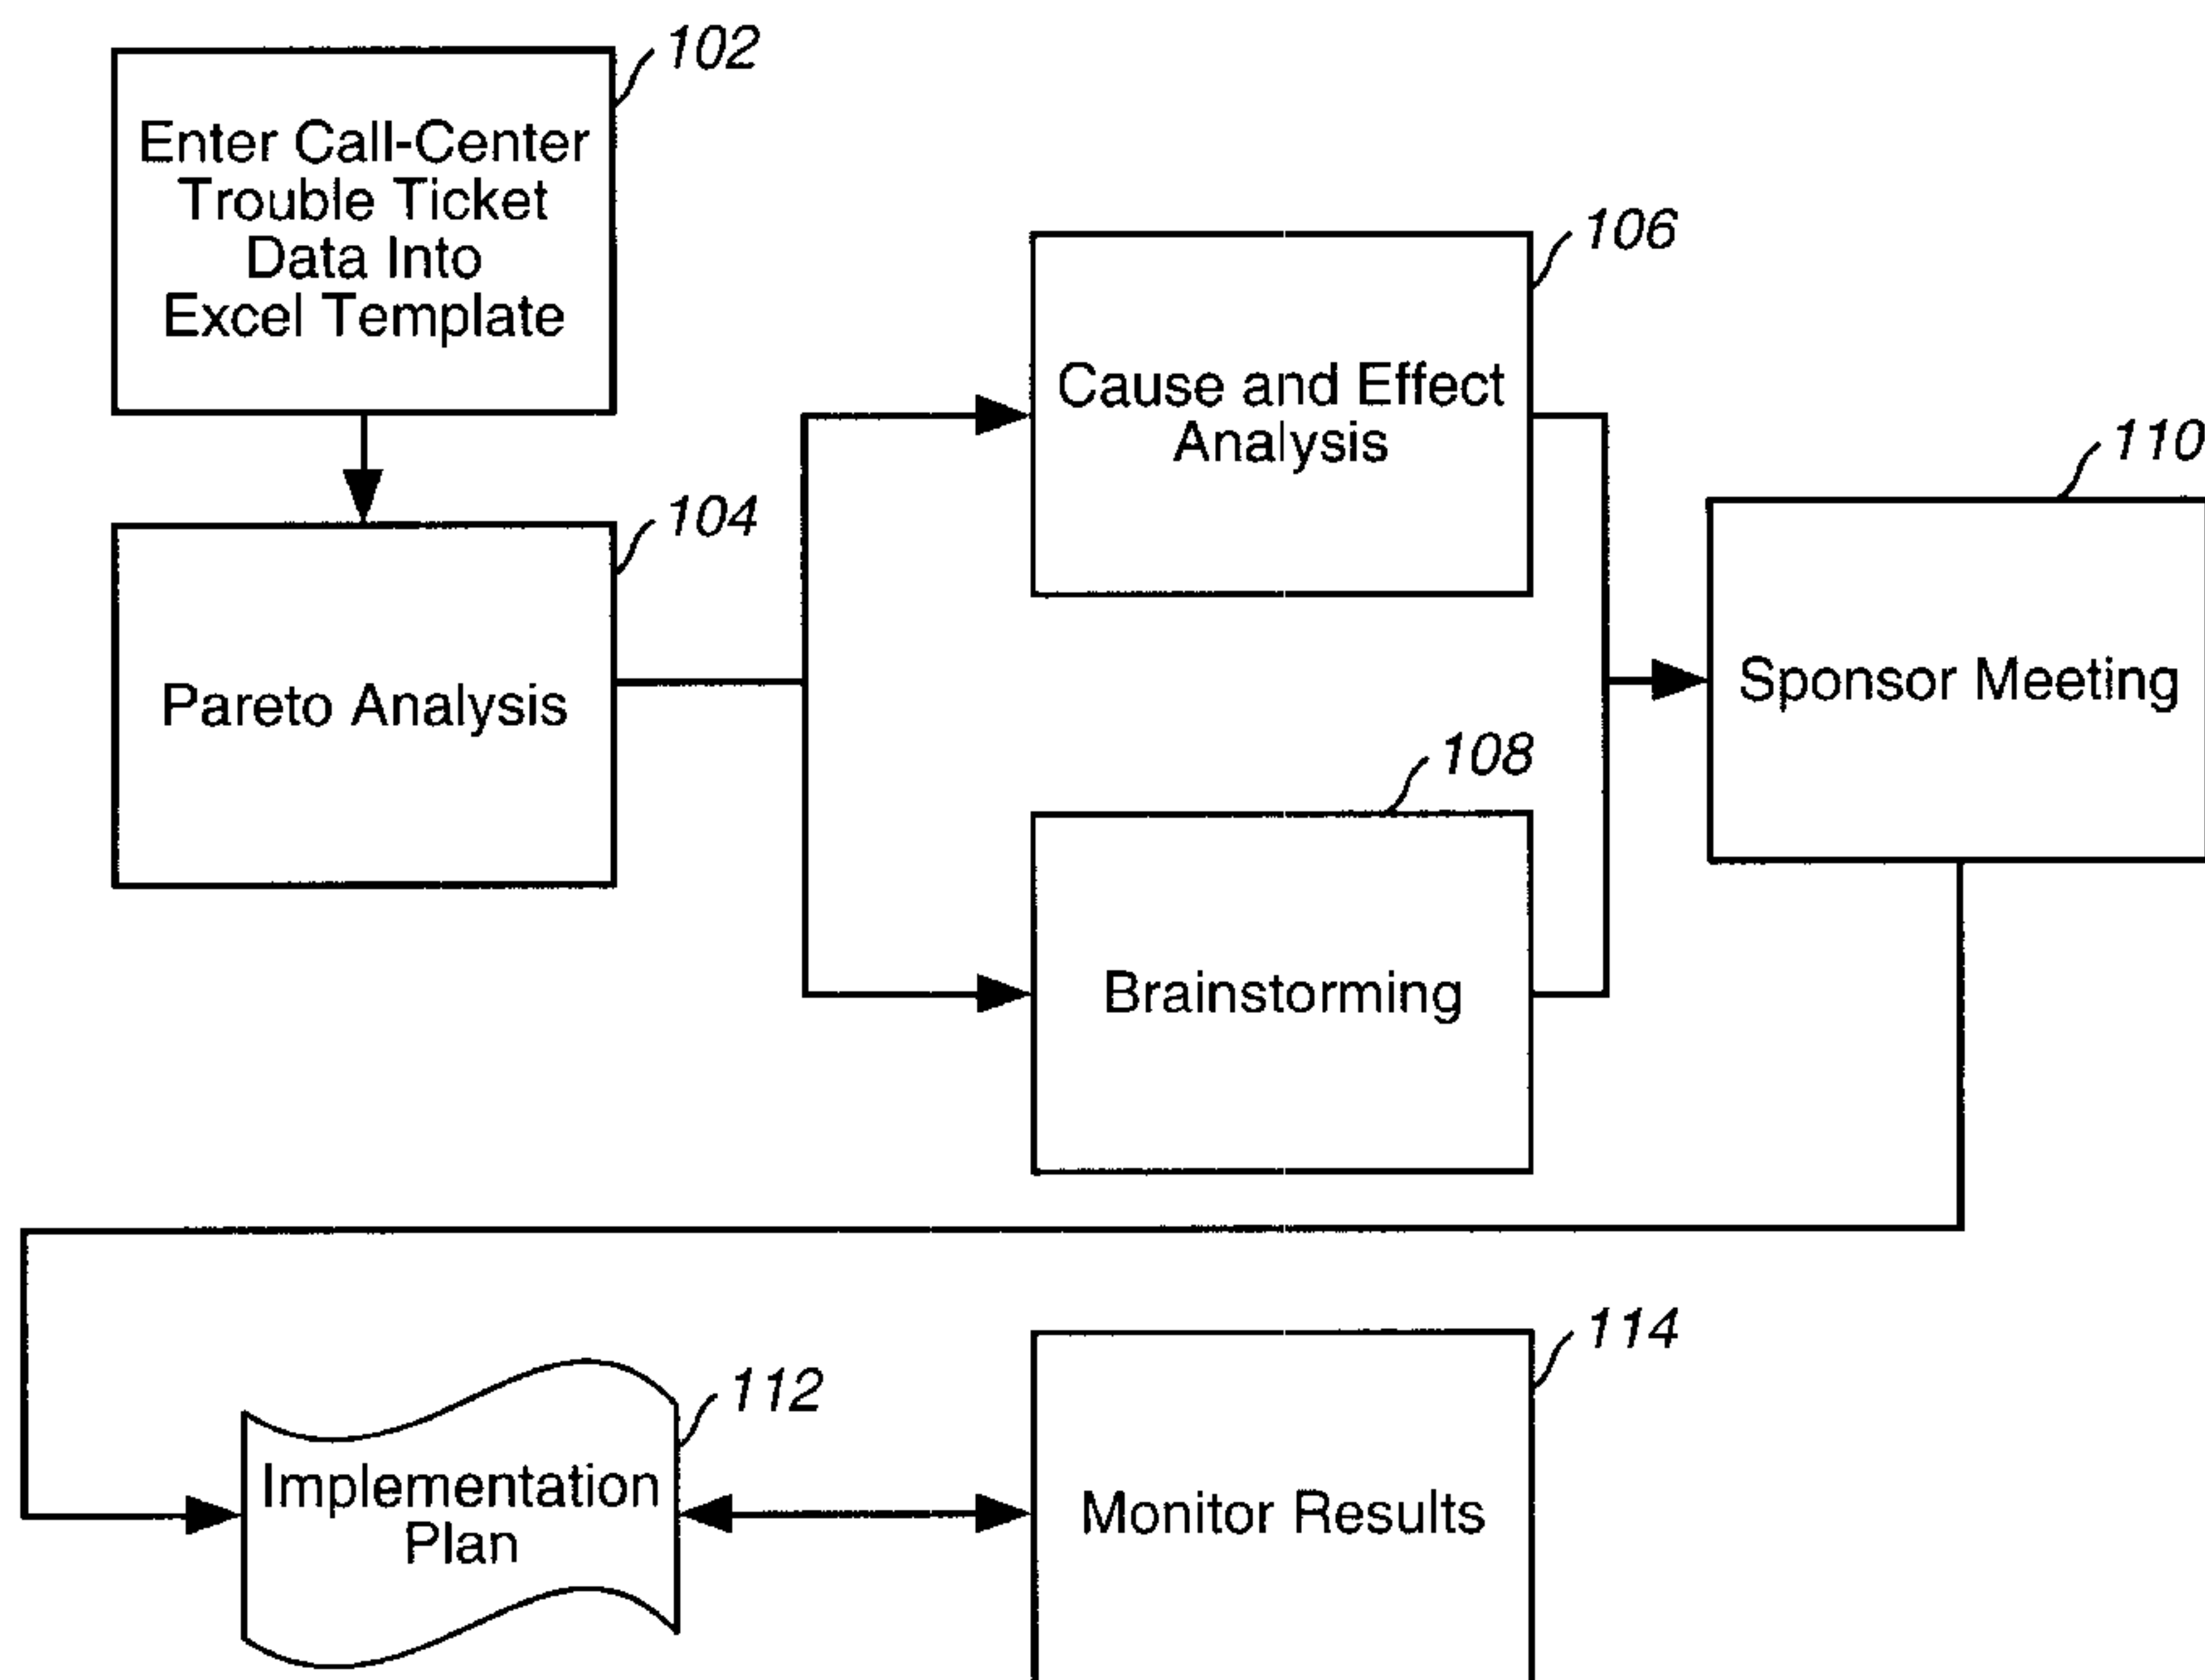 102
Enter Call-Center
Trouble Ticket
Data Into
Excel Template
104
Pareto Analysis
106
Cause and Effect
Analysis
108
Brainstorming
110
Sponsor Meeting
112
Implementation
Plan
114
Monitor Results